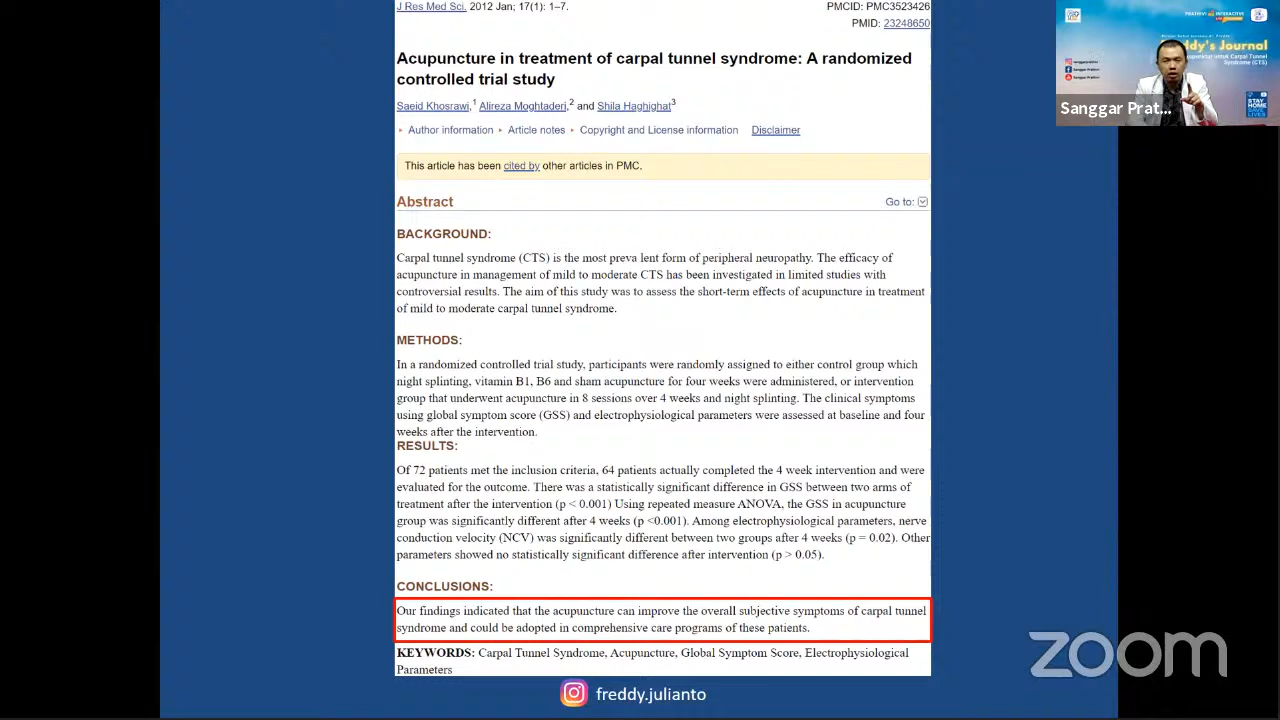 J Res Med Sci. 2012 Jan; 17(1): 1–7.
PMCID: PMC3523426
PMID: 23248650
Acupuncture in treatment of carpal tunnel syndrome: A randomized
controlled trial study
Saeid Khosrawi,1 Alireza Moghtaderi,2 and Shila Haghighat3
Author information Article notes Copyright and License information Disclaimer
This article has been cited by other articles in PMC.
Abstract
Go to:
BACKGROUND:
Carpal tunnel syndrome (CTS) is the most preva lent form of peripheral neuropathy. The efficacy of
acupuncture in management of mild to moderate CTS has been investigated in limited studies with
controversial results. The aim of this study was to assess the short-term effects of acupuncture in treatment
of mild to moderate carpal tunnel syndrome.
METHODS:
In a randomized controlled trial study, participants were randomly assigned to either control group which
night splinting, vitamin B1, B6 and sham acupuncture for four weeks were administered, or intervention
group that underwent acupuncture in 8 sessions over 4 weeks and night splinting. The clinical symptoms
using global symptom score (GSS) and electrophysiological parameters were assessed at baseline and four
weeks after the intervention.
RESULTS:
Of 72 patients met the inclusion criteria, 64 patients actually completed the 4 week intervention and were
evaluated for the outcome. There was a statistically significant difference in GSS between two arms of
treatment after the intervention (p < 0.001) Using repeated measure ANOVA, the GSS in acupuncture
group was significantly different after 4 weeks (p <0.001). Among electrophysiological parameters, nerve
conduction velocity (NCV) was significantly different between two groups after 4 weeks (p = 0.02). Other
parameters showed no statistically significant difference after intervention (p > 0.05).
CONCLUSIONS:
Our findings indicated that the acupuncture can improve the overall subjective symptoms of carpal tunnel
syndrome and could be adopted in comprehensive care programs of these patients.
KEYWORDS: Carpal Tunnel Syndrome, Acupuncture, Global Symptom Score, Electrophysiological
Parameters
freddy.julianto
ddy's Journal
Syndrome (CTS)
Sanggar Prat...
STAY
HOME
SAVE
LIVES
zoom